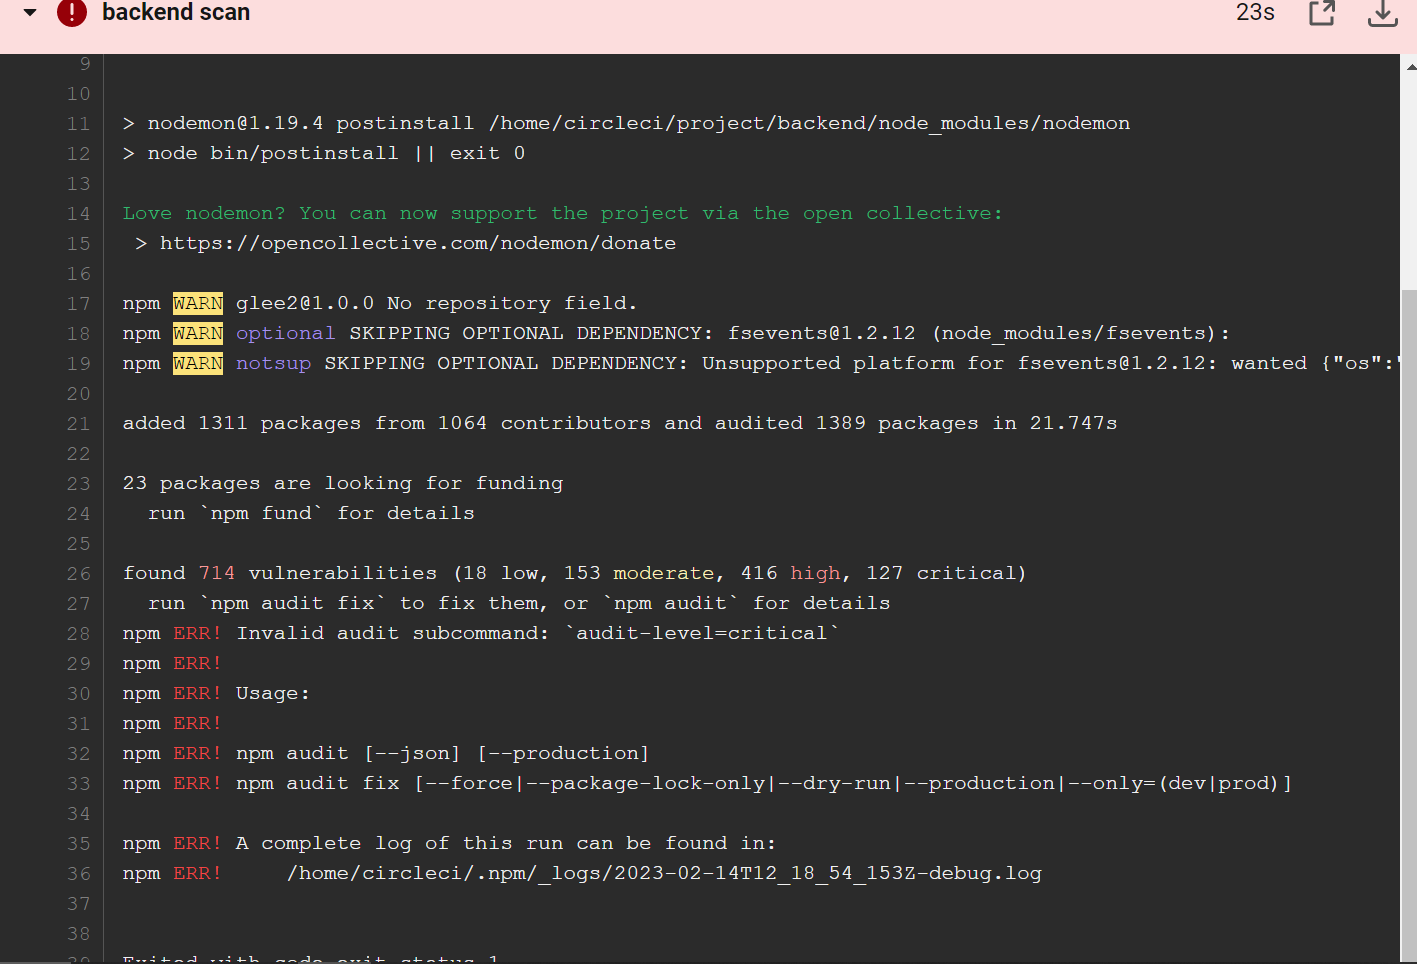 backend scan
23s
9
10
11 > nodemon@1.19.4 postinstall /home/circleci/project/backend/node_modules/nodemon
12 > node bin/postinstall || exit 0
13
14 Love nodemon? You can now support the project via the open collective:
15 > https://opencollective.com/nodemon/donate
16
17 npm WARN glee2@1.0.0 No repository field.
18 npm WARN optional SKIPPING OPTIONAL DEPENDENCY: fsevents@1.2.12 (node_modules/fsevents):
19 npm WARN notsup SKIPPING OPTIONAL DEPENDENCY: Unsupported platform for fsevents@1.2.12: wanted {"os":"
20
21 added 1311 packages from 1064 contributors and audited 1389 packages in 21.747s
22
23 23 packages are looking for funding
24 run `npm fund` for details
25
26 found 714 vulnerabilities (18 low, 153 moderate, 416 high, 127 critical)
27 run `npm audit fix` to fix them, or `npm audit` for details
28 npm ERR! Invalid audit subcommand: `audit-level=critical`
29 npm ERR!
30 npm ERR! Usage:
31 npm ERR!
32 npm ERR! npm audit [--json] [--production]
33 npm ERR! npm audit fix [--force|--package-lock-only|--dry-run|--production|--only=(dev|prod)]
34
35 npm ERR! A complete log of this run can be found in:
36 npm ERR! /home/circleci/.npm/_logs/2023-02-14T12_18_54_153Z-debug.log
37
38
39 Exited with code exit status 1